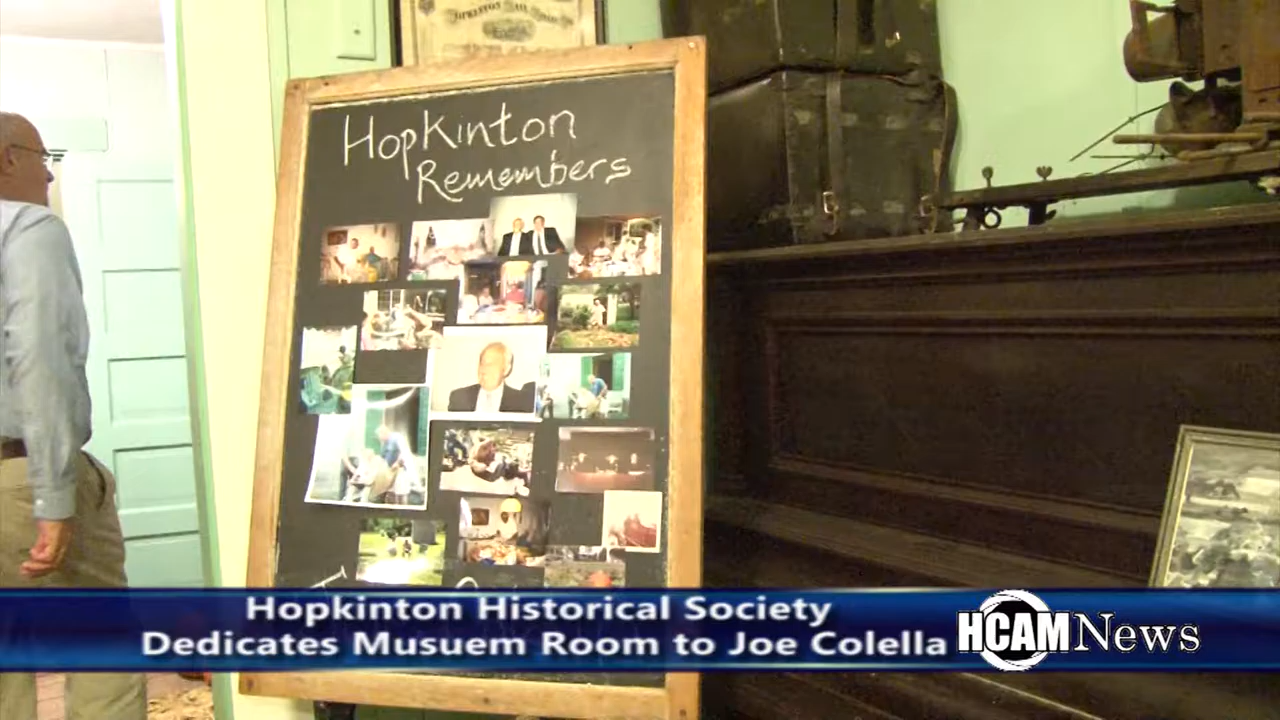 Hopkinton
Remembers
Hopkinton Historical Society
Dedicates Musuem Room to Joe Colella
HCAM News